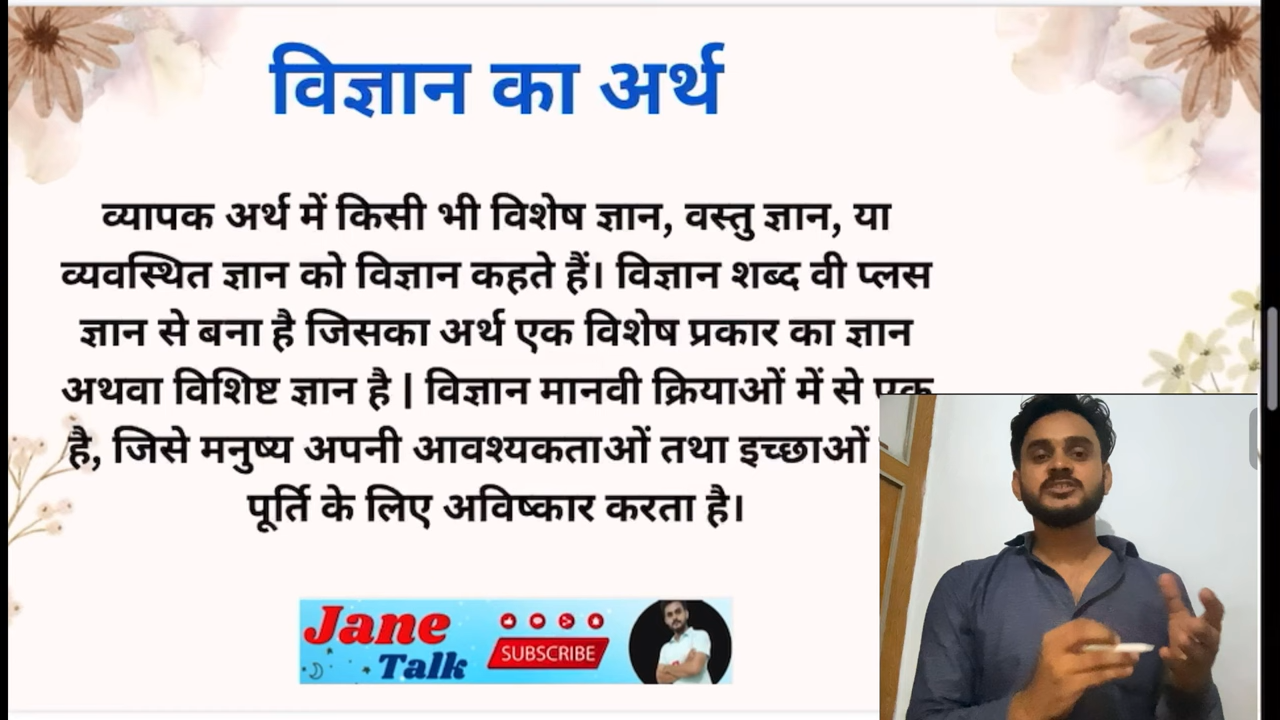 विज्ञान का अर्थ
व्यापक अर्थ में किसी भी विशेष ज्ञान, वस्तु ज्ञान, या
व्यवस्थित ज्ञान को विज्ञान कहते हैं। विज्ञान शब्द वी प्लस
ज्ञान से बना है जिसका अर्थ एक विशेष प्रकार का ज्ञान
अथवा विशिष्ट ज्ञान है | विज्ञान मानवी क्रियाओं में से एक
है, जिसे मनुष्य अपनी आवश्यकताओं तथा इच्छाओं
पूर्ति के लिए अविष्कार करता है।
Jane
Talk
SUBSCRIBE